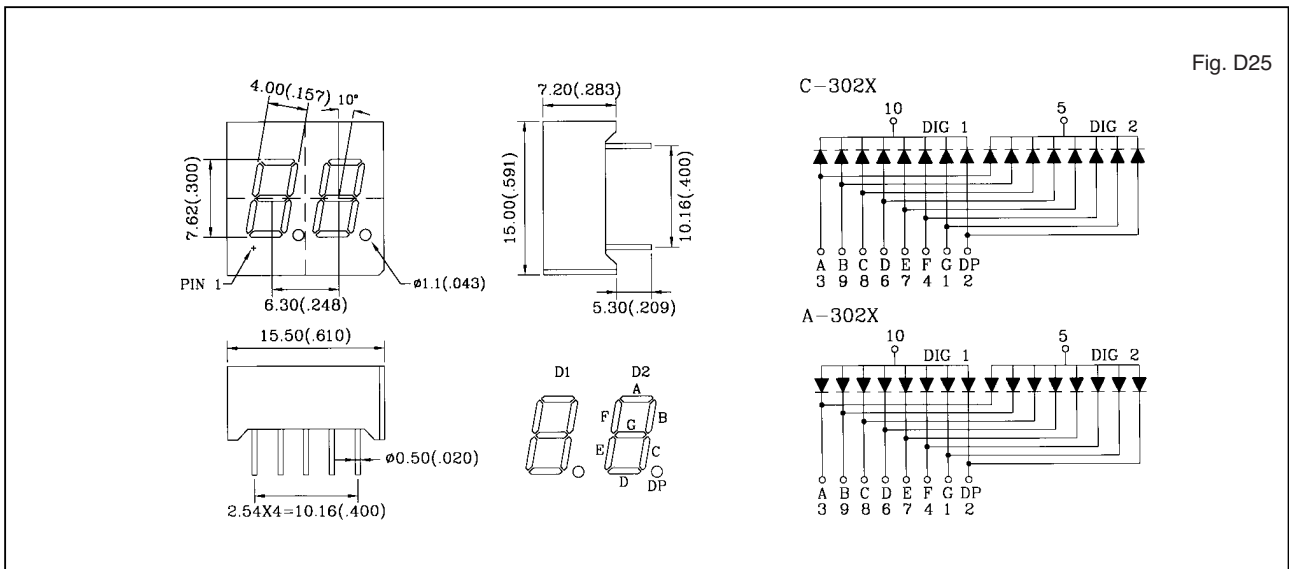 Fig. D25
4.00(.157)
10°
7.62(.300)
PIN 1
ø1.1(.043)
6.30(.248)
7.20(.283)
15.00(.591)
10.16(.400)
5.30(.209)
15.50(.610)
ø0.50(.020)
2.54X4=10.16(.400)
D1 D2
A
F B
G
E C
D DP
C-302X
10 5
DIG 1 DIG 2
A B C D E F G DP
3 9 8 6 7 4 1 2
A-302X
10 5
DIG 1 DIG 2
A B C D E F G DP
3 9 8 6 7 4 1 2